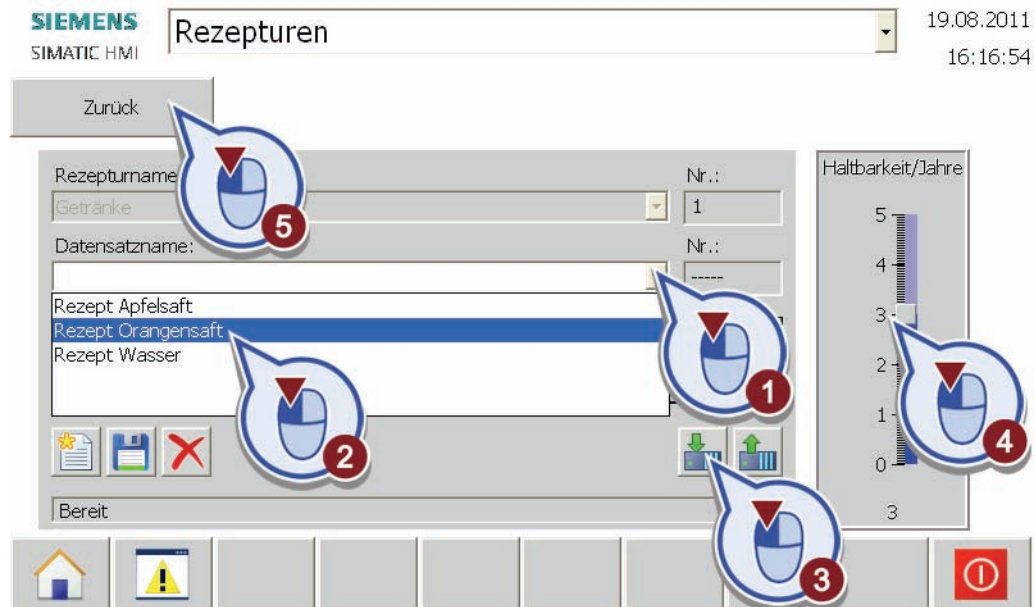 SIEMENS
SIMATIC HMI
Rezepturen
19.08.2011
16:16:54
Zurück
Rezepturname
Nr.:
Getränke
1
Datensatzname:
Nr.:
-----
Rezept Apfelsaft
Rezept Orangensaft
Rezept Wasser
Bereit
Haltbarkeit/Jahre
5
4
3
2
1
0
3
5
1
2
4
3